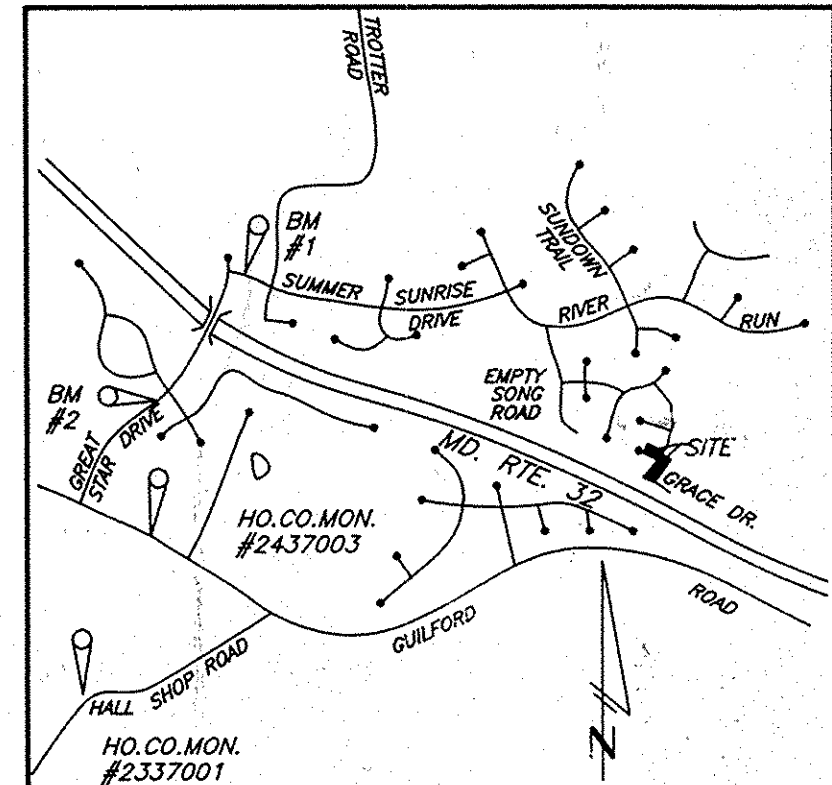 TROTTER
ROAD
BM
#1
SUNDOWN
TRAIL
SUMMER SUNRISE
DRIVE
RIVER
RUN
EMPTY
SONG
ROAD
BM
#2
GREAT
STAR DRIVE
MD. RTE. 32
SITE
GRACE DR.
HO.CO.MON.
#2437003
GUILFORD
ROAD
HALL SHOP ROAD
HO.CO.MON.
#2337001
N